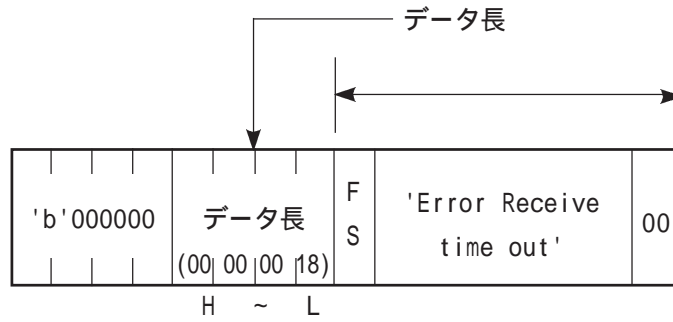 データ長
'b'000000
データ長
(00 00 00 18)
F
S
'Error Receive
time out'
00
H ~ L